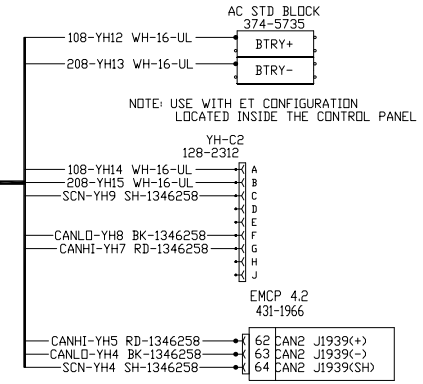 AC STD BLOCK
374-5735
108-YH12 WH-16-UL
BTRY+
208-YH13 WH-16-UL
BTRY-
NOTE: USE WITH ET CONFIGURATION
LOCATED INSIDE THE CONTROL PANEL
YH-C2
128-2312
108-YH14 WH-16-UL A
208-YH15 WH-16-UL B
SCN-YH9 SH-1346258 C
D
E
CANLO-YH8 BK-1346258 F
CANHI-YH7 RD-1346258 G
H
J
EMCP 4.2
431-1966
CANHI-YH5 RD-1346258 62 CAN2 J1939(+)
CANLO-YH4 BK-1346258 63 CAN2 J1939(-)
SCN-YH4 SH-1346258 64 CAN2 J1939(SH)